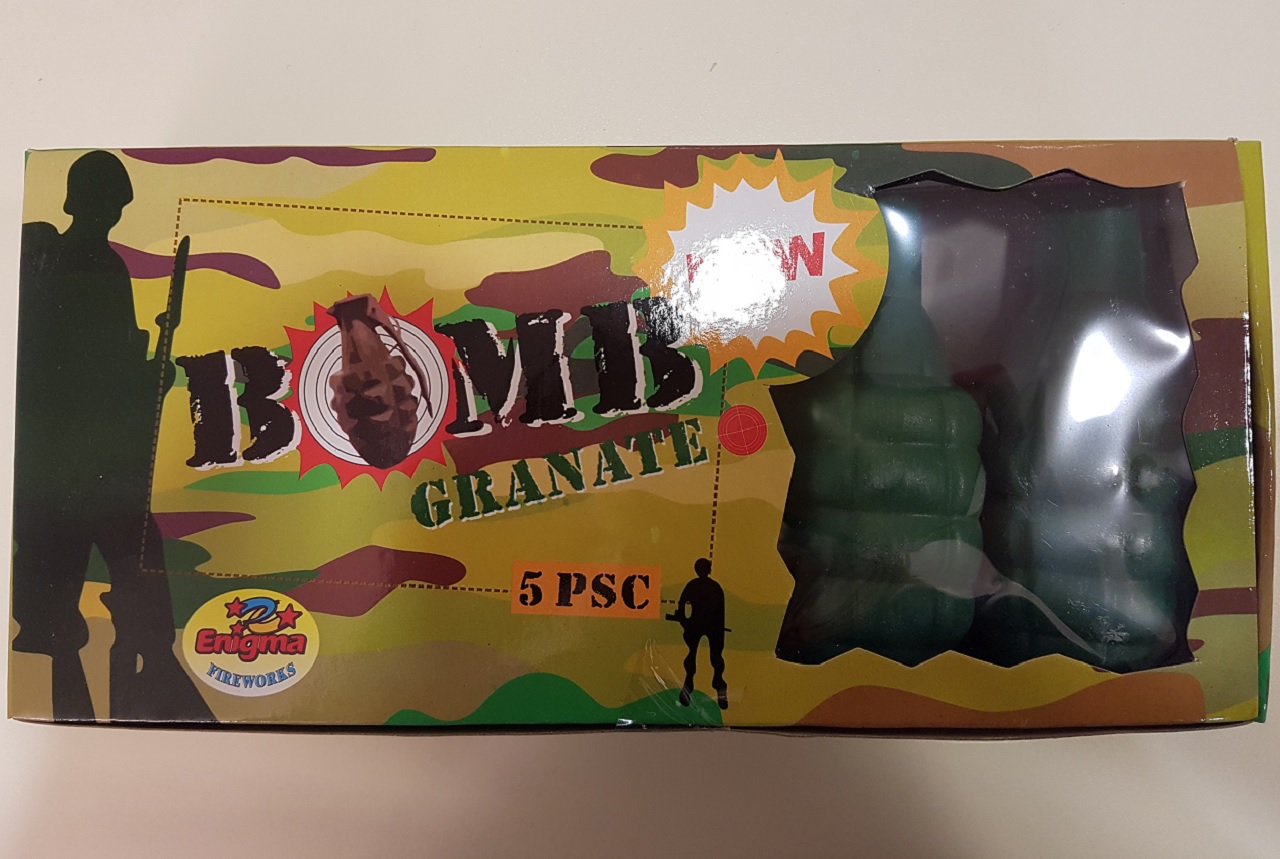 BOMB
GRANATE
5 PSC
Enigma
FIREWORKS